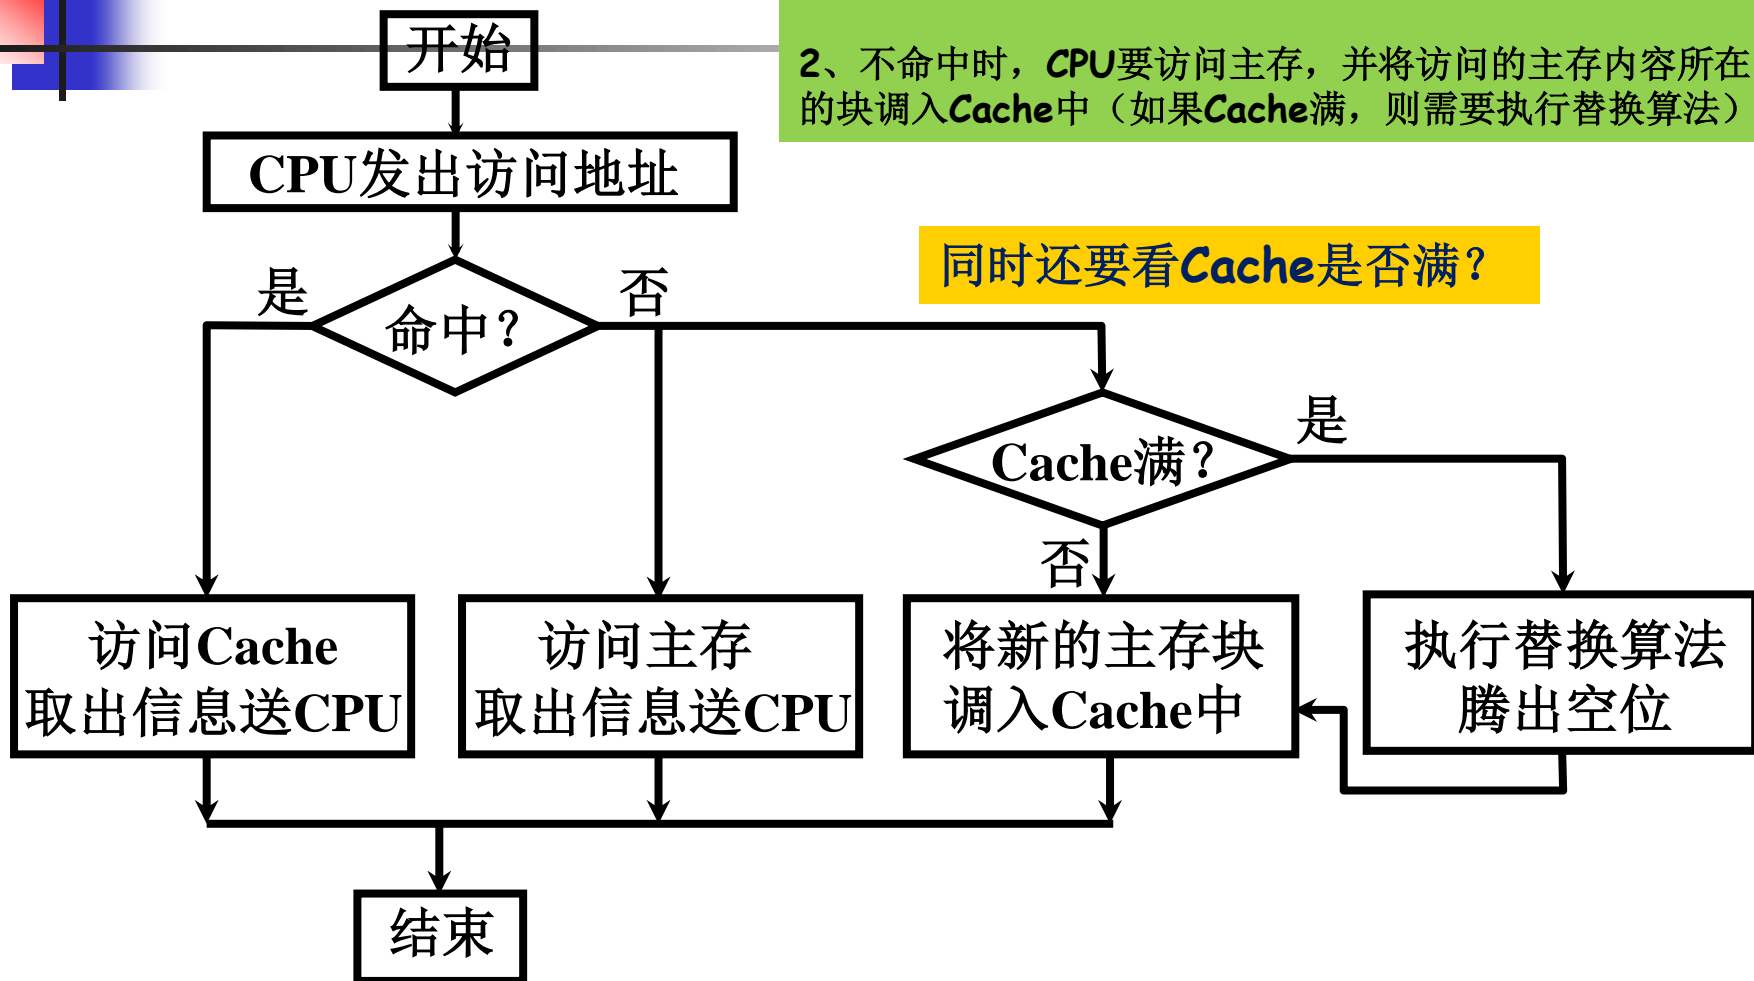 开始
2、不命中时，CPU要访问主存，并将访问的主存内容所在
的块调入Cache中（如果Cache满，则需要执行替换算法）
CPU发出访问地址
同时还要看Cache是否满？
是
否
命中？
是
Cache满？
否
访问Cache
取出信息送CPU
访问主存
取出信息送CPU
将新的主存块
调入Cache中
执行替换算法
腾出空位
结束